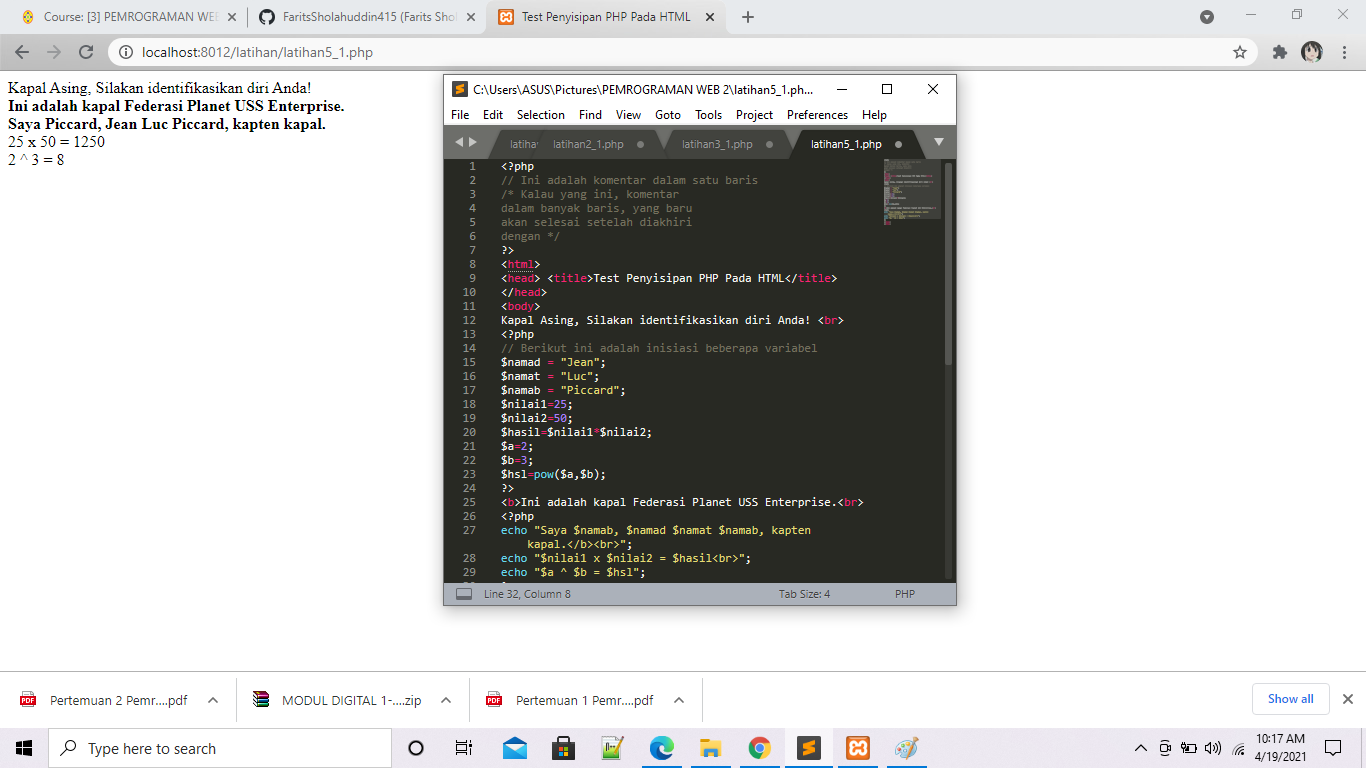 Course: [3] PEMROGRAMAN WEB
FaritsSholahuddin415 (Farits Shol
Test Penyisipan PHP Pada HTML
localhost:8012/latihan/latihan5_1.php
Kapal Asing, Silakan identifikasikan diri Anda!
Ini adalah kapal Federasi Planet USS Enterprise.
Saya Piccard, Jean Luc Piccard, kapten kapal.
25 x 50 = 1250
2 ^ 3 = 8
C:\Users\ASUS\Pictures\PEMROGRAMAN WEB 2\latihan5_1.ph...
File Edit Selection Find View Goto Tools Project Preferences Help
latiha latihan2_1.php latihan3_1.php latihan5_1.php
1 <?php
2 // Ini adalah komentar dalam satu baris
3 /* Kalau yang ini, komentar
4 dalam banyak baris, yang baru
5 akan selesai setelah diakhiri
6 dengan */
7 ?>
8 <html>
9 <head> <title>Test Penyisipan PHP Pada HTML</title>
10 </head>
11 <body>
12 Kapal Asing, Silakan identifikasikan diri Anda! <br>
13 <?php
14 // Berikut ini adalah inisiasi beberapa variabel
15 $namad = "Jean";
16 $namat = "Luc";
17 $namab = "Piccard";
18 $nilai1=25;
19 $nilai2=50;
20 $hasil=$nilai1*$nilai2;
21 $a=2;
22 $b=3;
23 $hsl=pow($a,$b);
24 ?>
25 <b>Ini adalah kapal Federasi Planet USS Enterprise.<br>
26 <?php
27 echo "Saya $namab, $namad $namat $namab, kapten
kapal.</b><br>";
28 echo "$nilai1 x $nilai2 = $hasil<br>";
29 echo "$a ^ $b = $hsl";
Line 32, Column 8 Tab Size: 4 PHP
Pertemuan 2 Pemr....pdf
MODUL DIGITAL 1-....zip
Pertemuan 1 Pemr....pdf
Show all
Type here to search
10:17 AM
4/19/2021